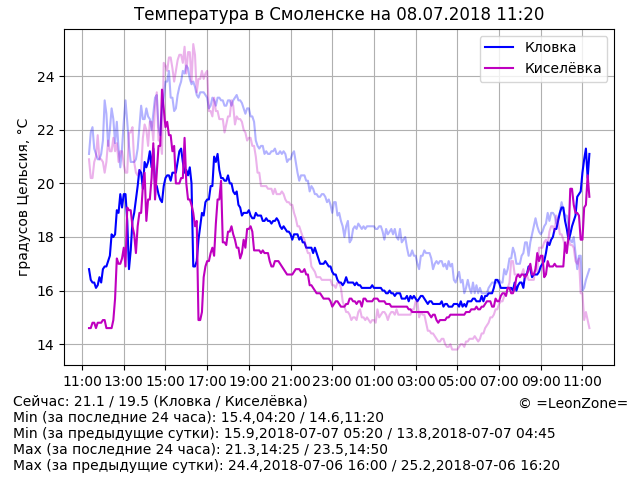 Температура в Смоленске на 08.07.2018 11:20
градусов Цельсия, °C
24
22
20
18
16
14
Кловка
Киселёвка
11:00 13:00 15:00 17:00 19:00 21:00 23:00 01:00 03:00 05:00 07:00 09:00 11:00
Сейчас: 21.1 / 19.5 (Кловка / Киселёвка)
© =LeonZone=
Min (за последние 24 часа): 15.4,04:20 / 14.6,11:20
Min (за предыдущие сутки): 15.9,2018-07-07 05:20 / 13.8,2018-07-07 04:45
Max (за последние 24 часа): 21.3,14:25 / 23.5,14:50
Max (за предыдущие сутки): 24.4,2018-07-06 16:00 / 25.2,2018-07-06 16:20